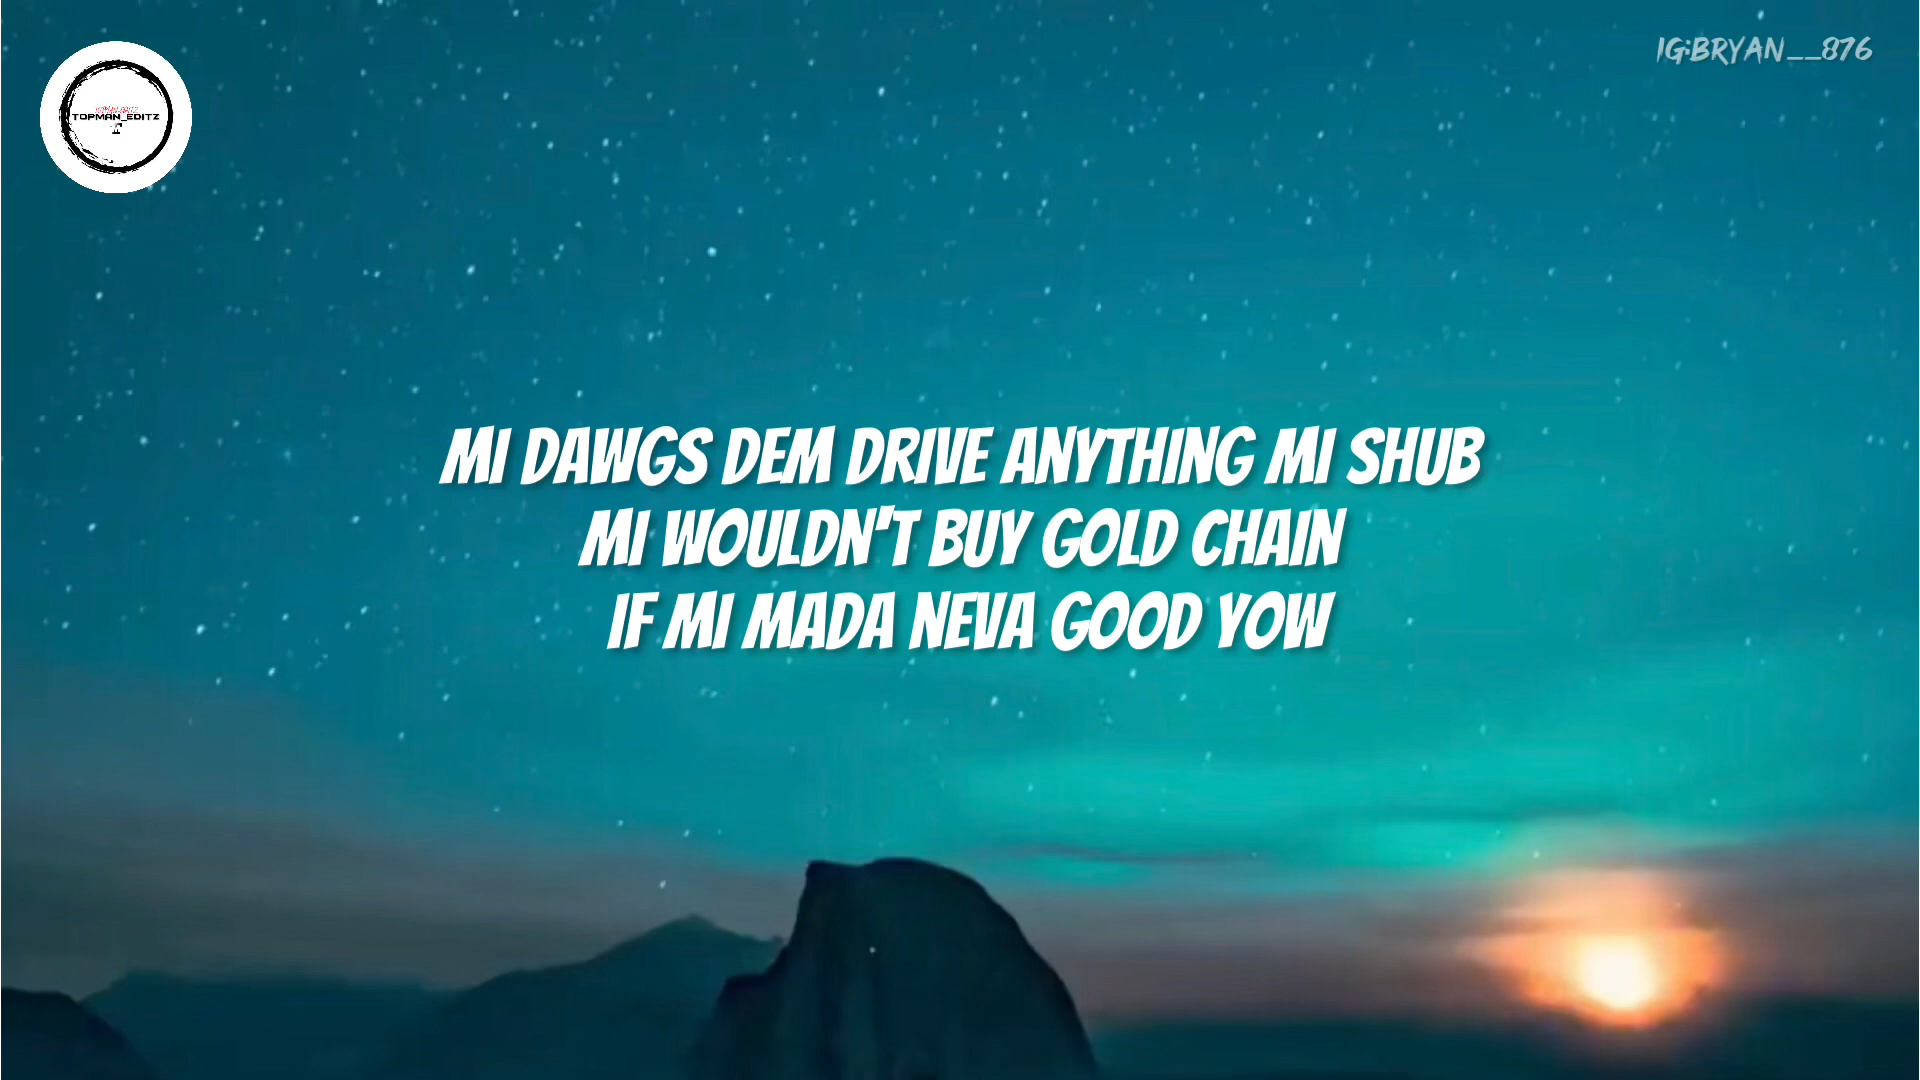 IG:BRYAN__876
TOPMAN_EDITZ
MI DAWGS DEM DRIVE ANYTHING MI SHUB
MI WOULDN'T BUY GOLD CHAIN
IF MI MADA NEVA GOOD YOW